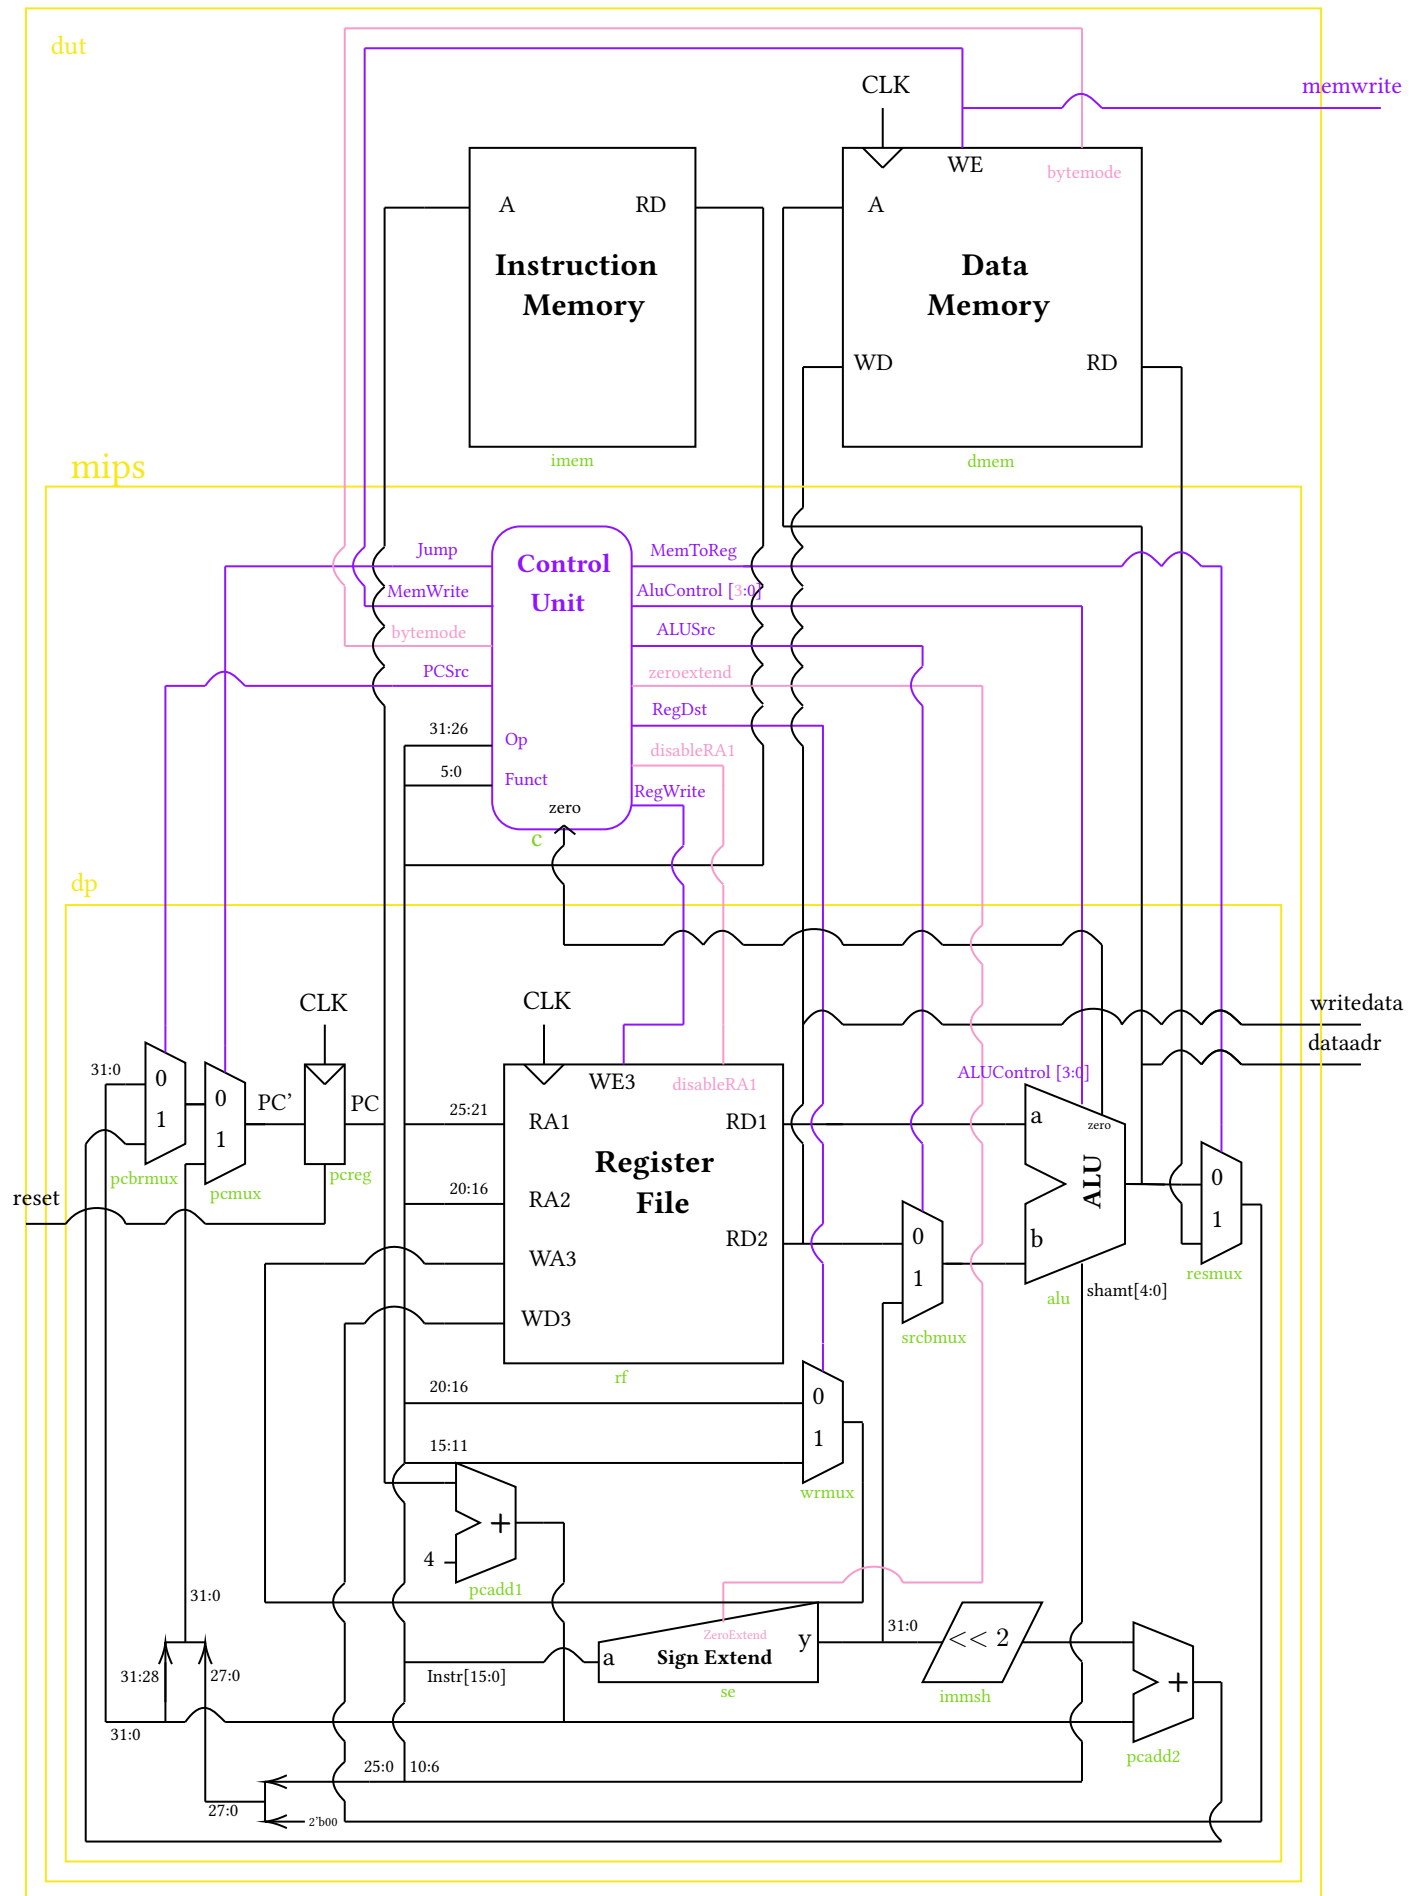 dut
CLK
memwrite
WE
bytemode
A
RD
A
Instruction
Memory
Data
Memory
WD
RD
imem
dmem
mips
Jump
Control
Unit
MemToReg
MemWrite
AluControl [3:0]
bytemode
ALUSrc
PCSrc
zeroextend
RegDst
31:26
Op
disableRA1
5:0
Funct
RegWrite
zero
c
dp
CLK
CLK
writedata
dataadr
31:0
0
1
pcbrmux
0
1
pcmux
PC'
PC
pcreg
reset
WE3
disableRA1
ALUControl [3:0]
25:21
RA1
RD1
a
zero
Register
File
ALU
20:16
RA2
RD2
WA3
WD3
rf
0
1
srcbmux
b
alu
shamt[4:0]
0
1
resmux
20:16
0
15:11
1
wrmux
+
4
pcadd1
31:0
ZeroExtend
a
Sign Extend
y
se
31:0
<< 2
immsh
+
pcadd2
31:28
27:0
Instr[15:0]
31:0
25:0
10:6
27:0
2'b00